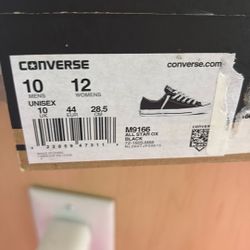 CONVERSE
converse.com
10 12
MENS WOMENS
UNISEX
10 44 28.5
UK EUR CM
M9166
ALL STAR OX
BLACK